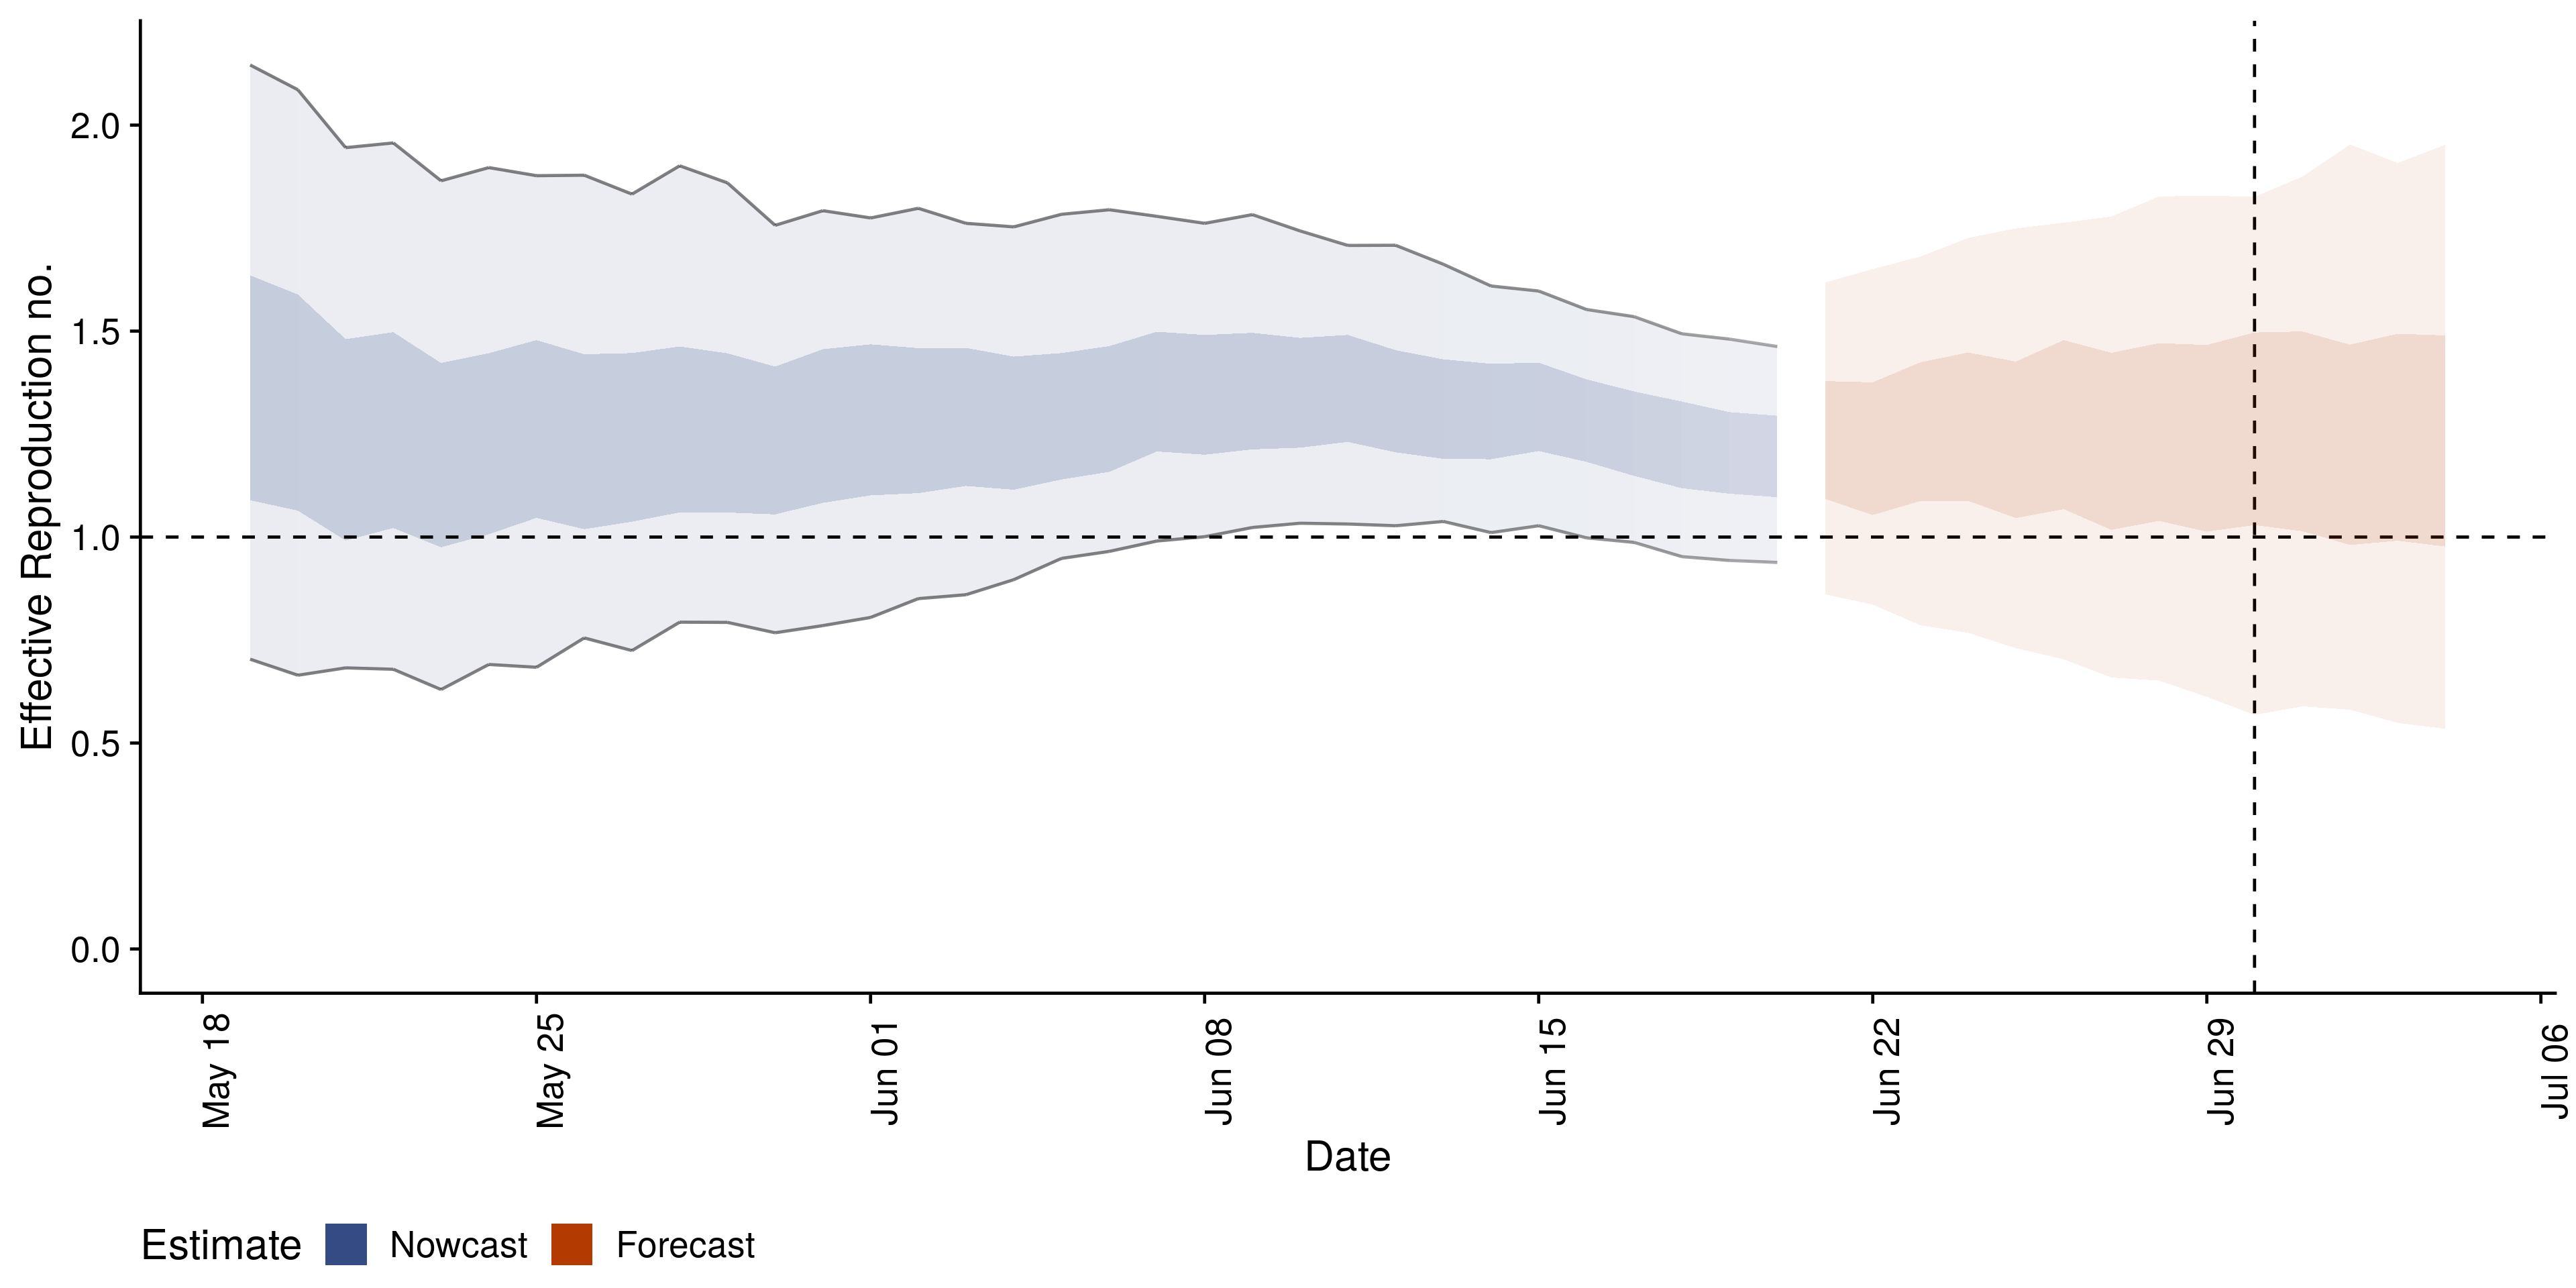 Effective Reproduction no.
2.0
1.5
1.0
0.5
0.0
May 18
May 25
Jun 01
Jun 08
Jun 15
Jun 22
Jun 29
Jul 06
Date
Estimate Nowcast Forecast